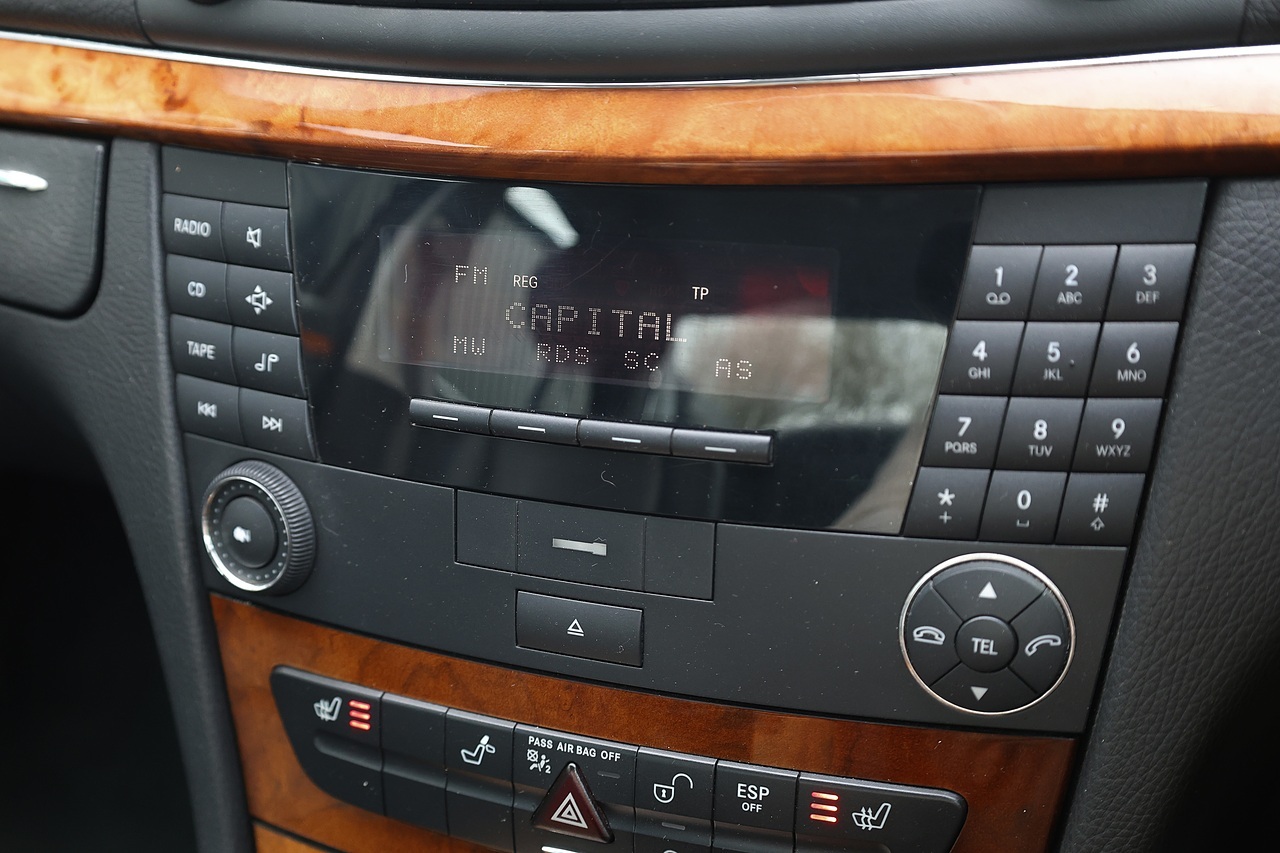 RADIO
CD
TAPE
FM REG TP
CAPITAL
MW RDS SC AS
1 2 ABC 3 DEF
4 GHI 5 JKL 6 MNO
7 PQRS 8 TUV 9 WXYZ
* + 0 #
TEL
PASS AIR BAG OFF
2
ESP
OFF